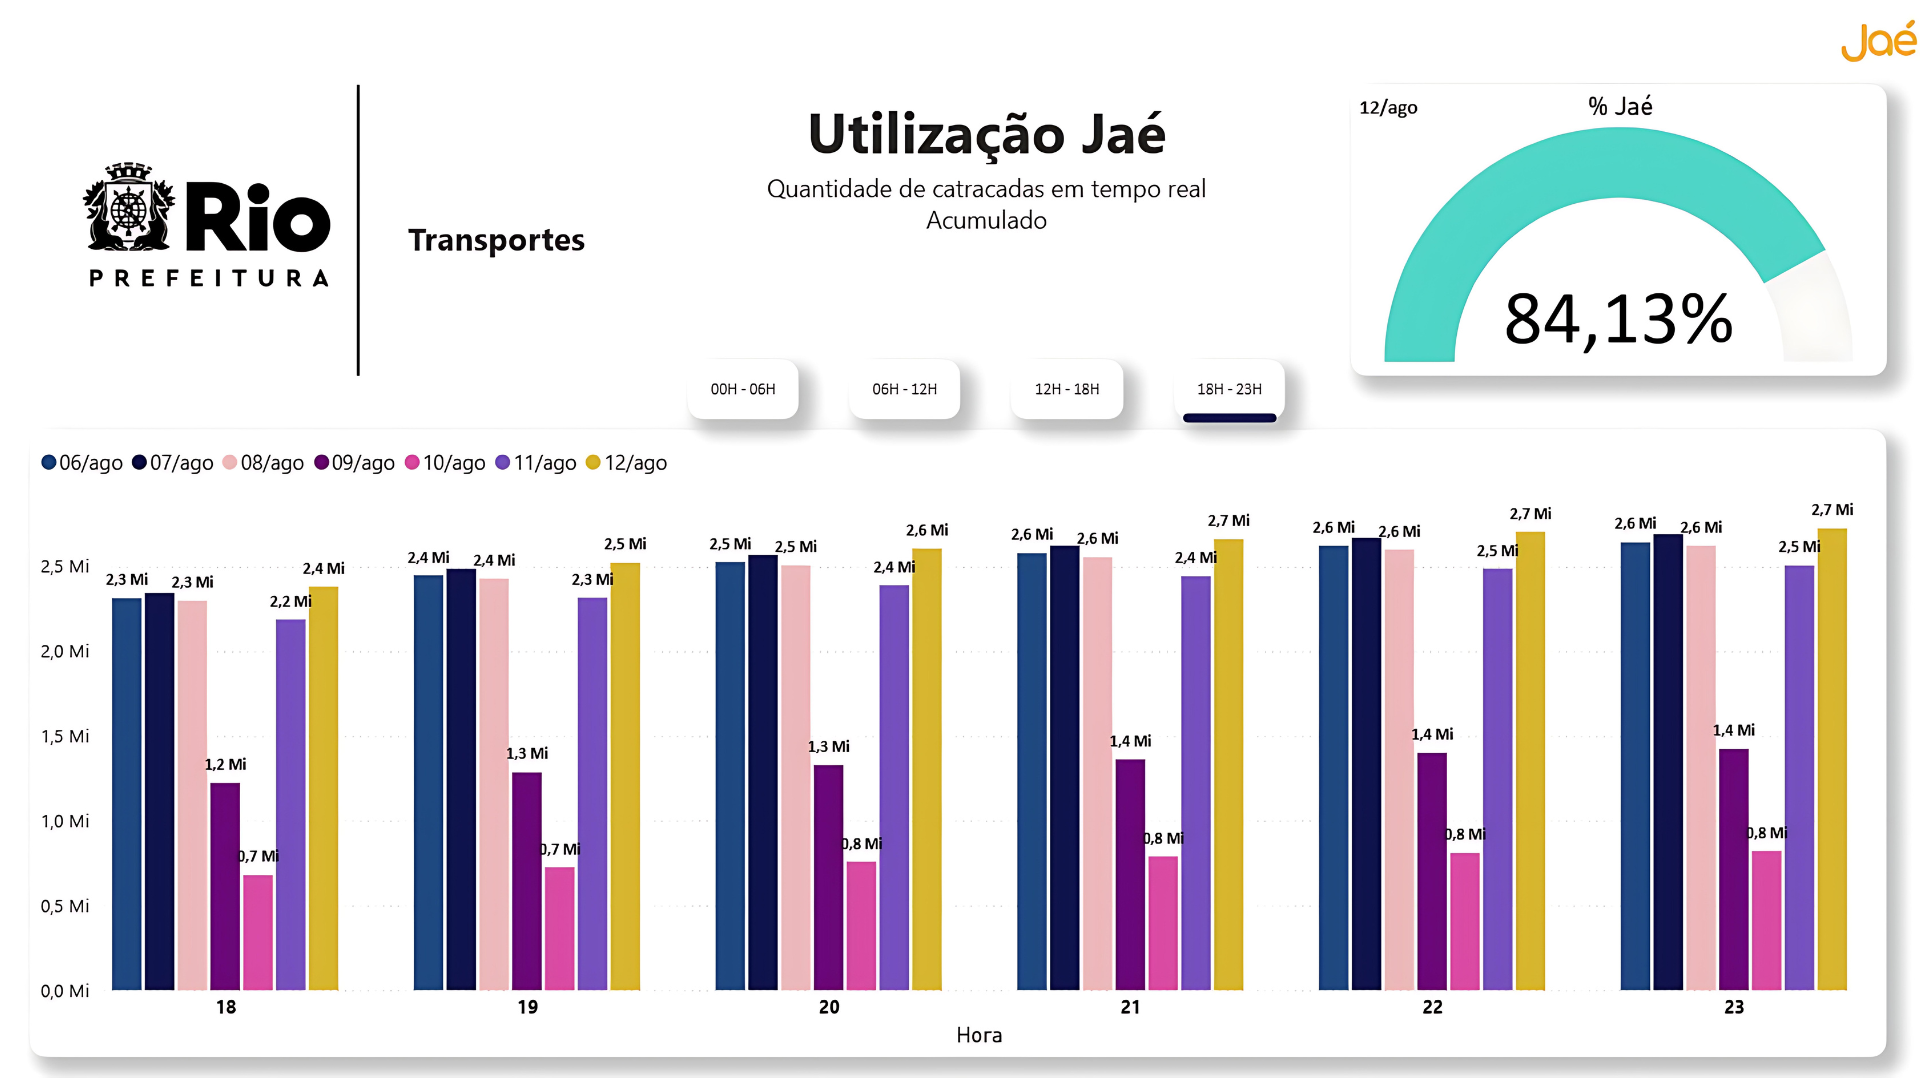 Jaé
Rio
PREFEITURA
Transportes
Utilização Jaé
Quantidade de catracadas em tempo real
Acumulado
12/ago
% Jaé
84,13%
00H - 06H
06H - 12H
12H - 18H
18H - 23H
06/ago 07/ago 08/ago 09/ago 10/ago 11/ago 12/ago
2,5 Mi
2,0 Mi
1,5 Mi
1,0 Mi
0,5 Mi
0,0 Mi
2,3 Mi 2,3 Mi 1,2 Mi 0,7 Mi 2,2 Mi 2,4 Mi
2,4 Mi 2,4 Mi 1,3 Mi 0,7 Mi 2,3 Mi 2,5 Mi
2,5 Mi 2,5 Mi 1,3 Mi 0,8 Mi 2,4 Mi 2,6 Mi
2,6 Mi 2,6 Mi 1,4 Mi 0,8 Mi 2,4 Mi 2,7 Mi
2,6 Mi 2,6 Mi 1,4 Mi 0,8 Mi 2,5 Mi 2,7 Mi
2,6 Mi 2,6 Mi 1,4 Mi 0,8 Mi 2,5 Mi 2,7 Mi
18 19 20 21 22 23
Hora